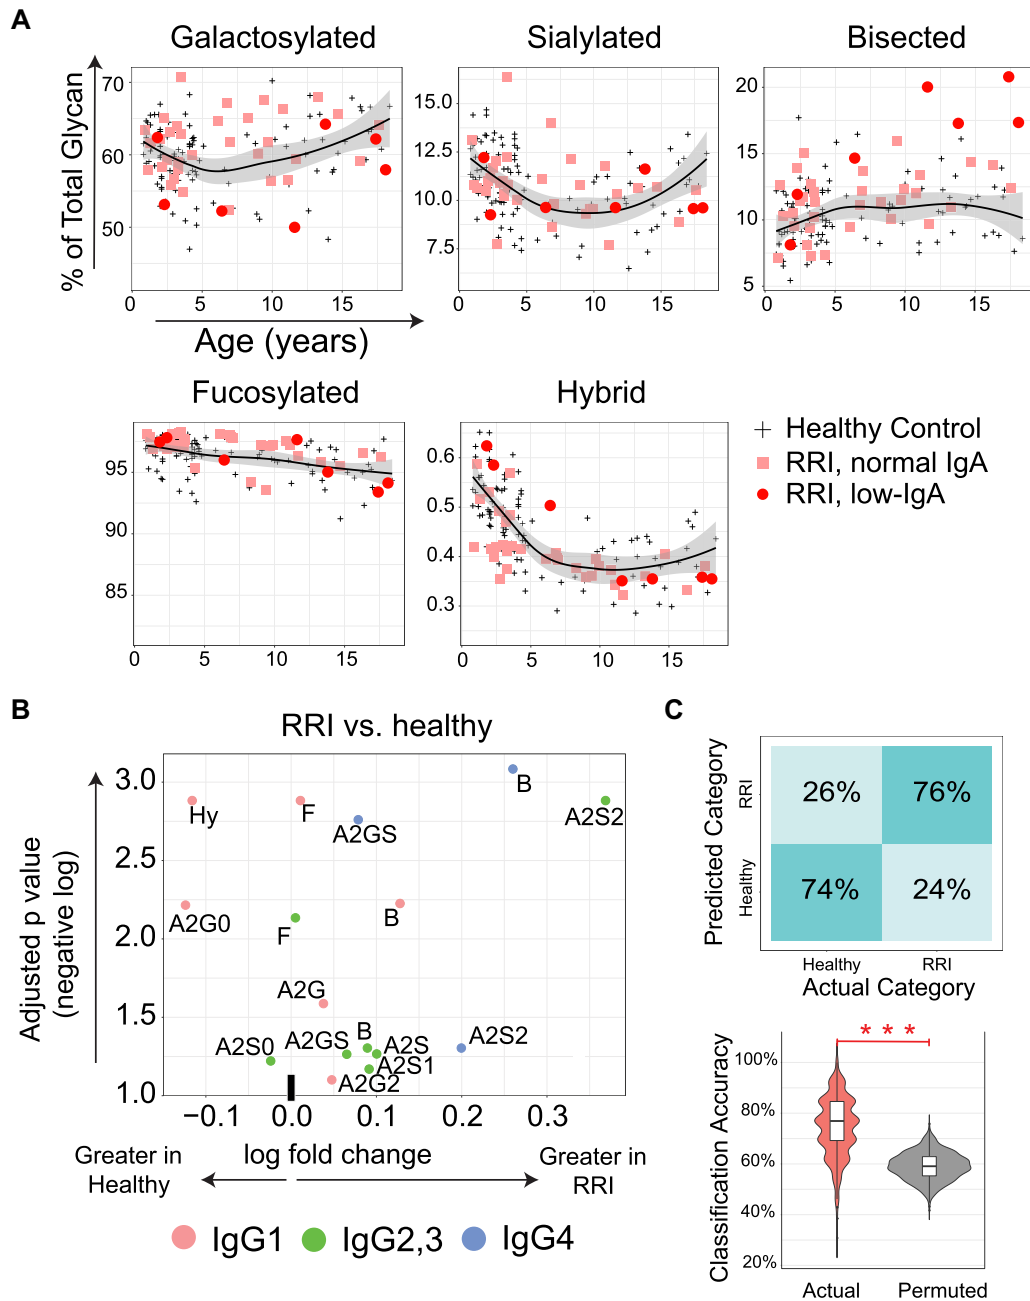 A
Galactosylated
Sialylated
Bisected
% of Total Glycan
70
60
50
15.0
12.5
10.0
7.5
20
15
10
5
0 5 10 15
0 5 10 15
0 5 10 15
Age (years)
Fucosylated
Hybrid
95
90
85
0.6
0.5
0.4
0.3
0 5 10 15
0 5 10 15
Healthy Control
RRI, normal IgA
RRI, low-IgA
B
RRI vs. healthy
Adjusted p value
(negative log)
3.0
2.5
2.0
1.5
1.0
B
Hy
F
A2GS
A2S2
A2G0
F
B
A2G
A2S0
A2GS
B
A2S
A2S2
A2S1
A2G2
−0.1 0.0 0.1 0.2 0.3
Greater in
Healthy
log fold change
Greater in
RRI
IgG1
IgG2,3
IgG4
C
Predicted Category
RRI
Healthy
26% 76%
74% 24%
Healthy RRI
Actual Category
Classification Accuracy
* * *
100%
80%
60%
40%
20%
Actual Permuted